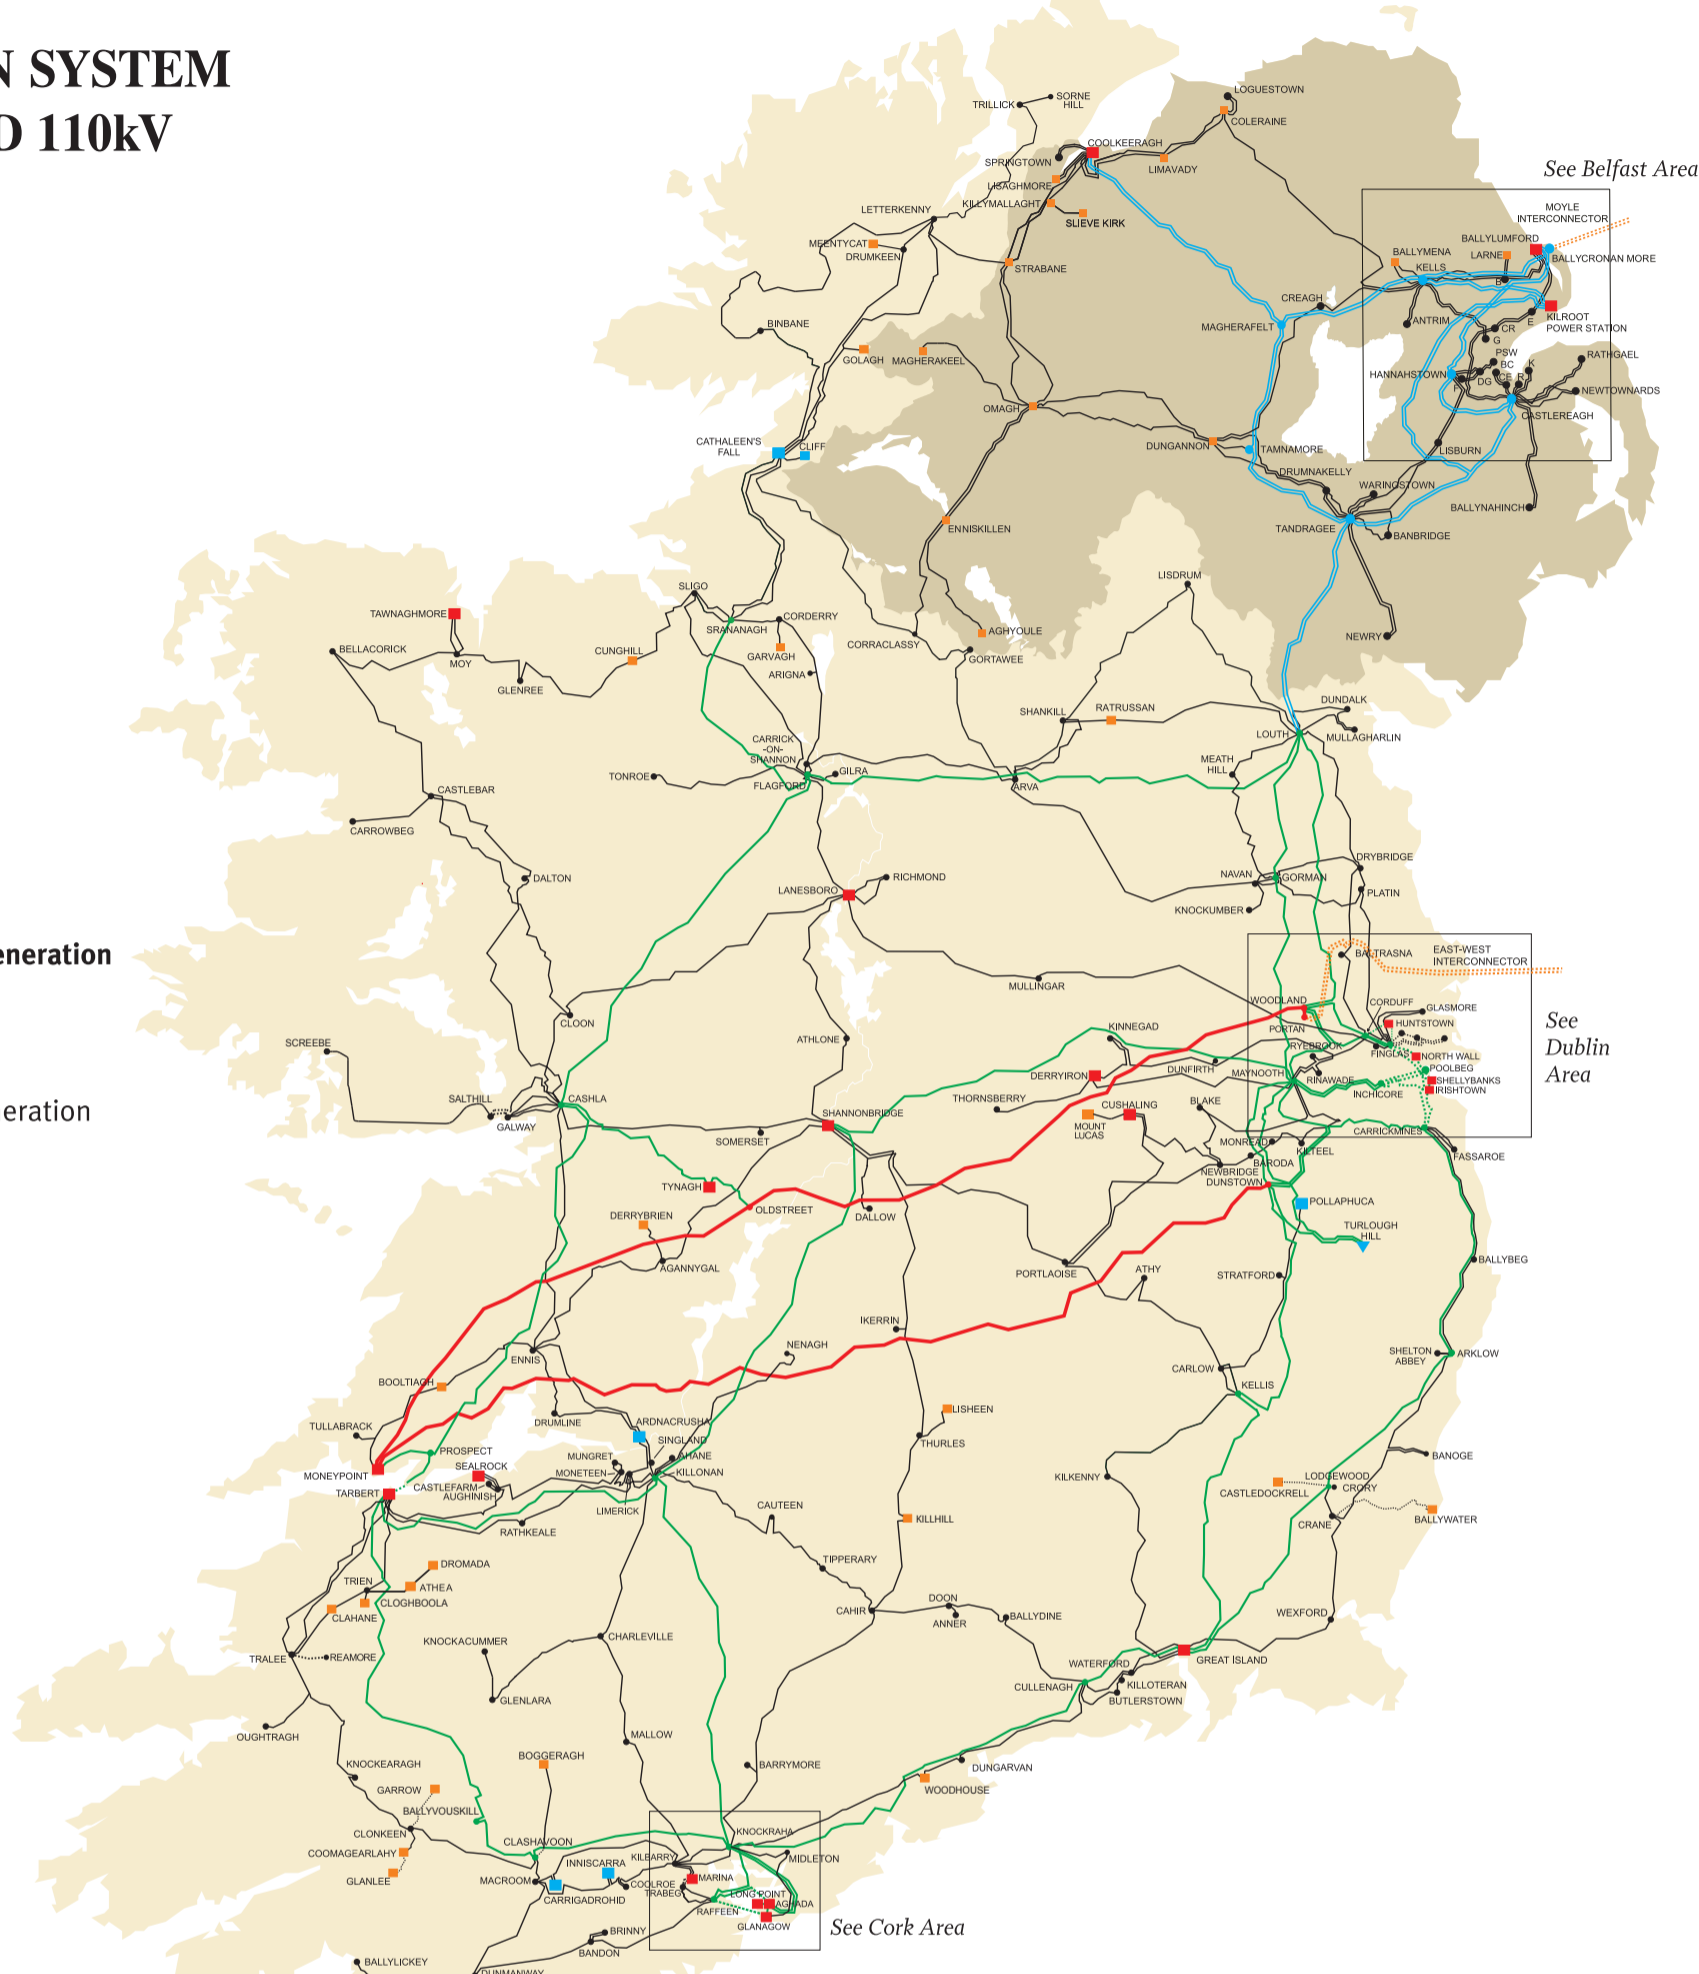 N SYSTEM
D 110kV
eneration
eration
See Belfast Area
See
Dublin
Area
See Cork Area
TRILLICK
SORNE
HILL
LOGUESTOWN
COLERAINE
COOLKEERAGH
SPRINGTOWN
LIMAVADY
LISAGHMORE
KILLYMALLAGHT
SLIEVE KIRK
LETTERKENNY
MEENTYCAT
DRUMKEEN
STRABANE
MOYLE
INTERCONNECTOR
BALLYLUMFORD
BALLYMENA
LARNE
BALLYCRONAN MORE
KELLS
CREAGH
MAGHERAFELT
ANTRIM
E
KILROOT
POWER STATION
CR
G
PSW
BC
K
RATHGAEL
HANNAHSTOWN
DG
CE
R
NEWTOWNARDS
CASTLEREAGH
BINBANE
GOLAGH
MAGHERAKEEL
OMAGH
DUNGANNON
TAMNAMORE
LISBURN
CATHALEEN'S
FALL
CLIFF
DRUMNAKELLY
WARINGSTOWN
BALLYNAHINCH
ENNISKILLEN
TANDRAGEE
BANBRIDGE
LISDRUM
SLIGO
TAWNAGHMORE
CORDERRY
SRANANAGH
AGHYOULE
NEWRY
BELLACORICK
MOY
CUNGHILL
GARVAGH
CORRACLASSY
GORTAWEE
ARIGNA
GLENREE
DUNDALK
SHANKILL
RATRUSSAN
LOUTH
MULLAGHARLIN
CARRICK
-ON-
SHANNON
MEATH
HILL
TONROE
GILRA
FLAGFORD
ARVA
CASTLEBAR
CARROWBEG
DRYBRIDGE
DALTON
LANESBORO
RICHMOND
NAVAN
GORMAN
PLATIN
KNOCKUMBER
BALTRASNA
EAST-WEST
INTERCONNECTOR
MULLINGAR
WOODLAND
CORDUFF
GLASMORE
CLOON
KINNEGAD
PORTAN
HUNTSTOWN
SCREEBE
ATHLONE
RYEBROOK
FINGLAS
NORTH WALL
DERRYIRON
DUNFIRTH
MAYNOOTH
RINAWADE
POOLBEG
SHELLYBANKS
INCHICORE
IRISHTOWN
SALTHILL
CASHLA
THORNSBERRY
CUSHALING
BLAKE
GALWAY
SHANNONBRIDGE
MOUNT
LUCAS
CARRICKMINES
SOMERSET
MONREAD
KILTEEL
FASSAROE
BARODA
NEWBRIDGE
DUNSTOWN
TYNAGH
OLDSTREET
DALLOW
POLLAPHUCA
DERRYBRIEN
TURLOUGH
HILL
AGANNYGAL
PORTLAOISE
ATHY
STRATFORD
BALLYBEG
IKERRIN
NENAGH
ENNIS
SHELTON
ABBEY
ARKLOW
CARLOW
KELLIS
BOOLTIAGH
LISHEEN
TULLABRACK
DRUMLINE
ARDNACRUSHA
SINGLAND
THURLES
PROSPECT
MUNGRET
AHANE
BANOGE
MONEYPOINT
SEALROCK
MONETEEN
KILLONAN
KILKENNY
LODGEWOOD
CASTLEFARM
CASTLEDOCKRELL
CRORY
TARBERT
AUGHINISH
LIMERICK
CAUTEEN
RATHKEALE
KILLHILL
CRANE
BALLYWATER
DROMADA
TIPPERARY
TRIEN
ATHEA
CLOGHBOOLA
CLAHANE
CAHIR
DOON
ANNER
BALLYDINE
WEXFORD
CHARLEVILLE
KNOCKACUMMER
TRALEE
REAMORE
WATERFORD
GREAT ISLAND
CULLENAGH
KILLOTERAN
BUTLERSTOWN
GLENLARA
OUGHTRAGH
MALLOW
BOGGERAGH
KNOCKEARAGH
BARRYMORE
DUNGARVAN
GARROW
WOODHOUSE
BALLYVOUSKILL
CLONKEEN
CLASHAVOON
KNOCKRAHA
COOMAGEARLAHY
INNISCARRA
KILBARRY
MIDLETON
GLANLEE
MACROOM
COOLROE
MARINA
TRABEG
LONG POINT
CARRIGADROHID
AGHADA
RAFFEEN
GLANAGOW
BRINNY
BANDON
BALLYLICKEY
DUNMANWAY